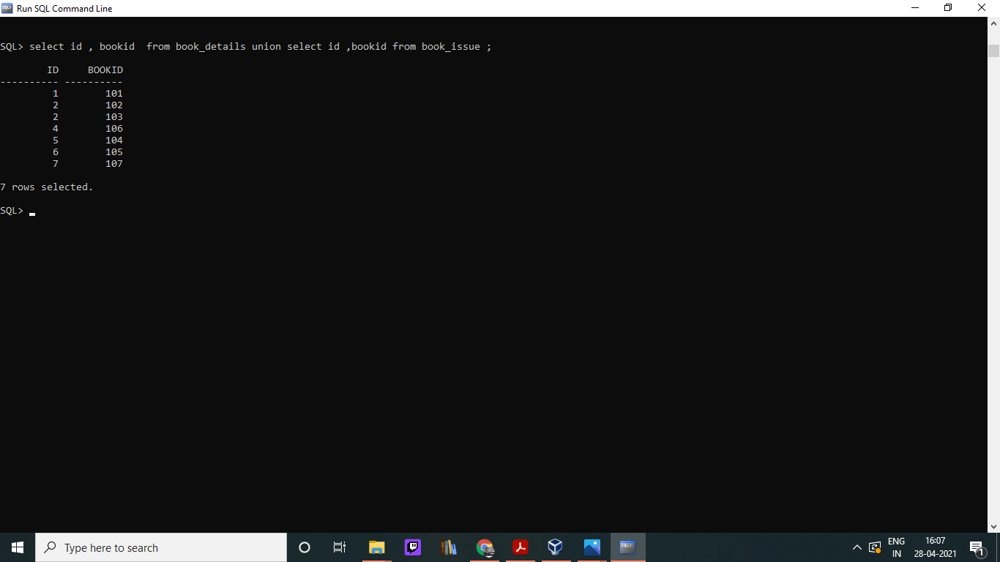 Run SQL Command Line
SQL> select id , bookid  from book_details union select id ,bookid from book_issue ;
        ID     BOOKID
---------- ----------
         1        101
         2        102
         2        103
         4        106
         5        104
         6        105
         7        107
7 rows selected.
SQL>
Type here to search
ENG
IN
16:07
28-04-2021
1